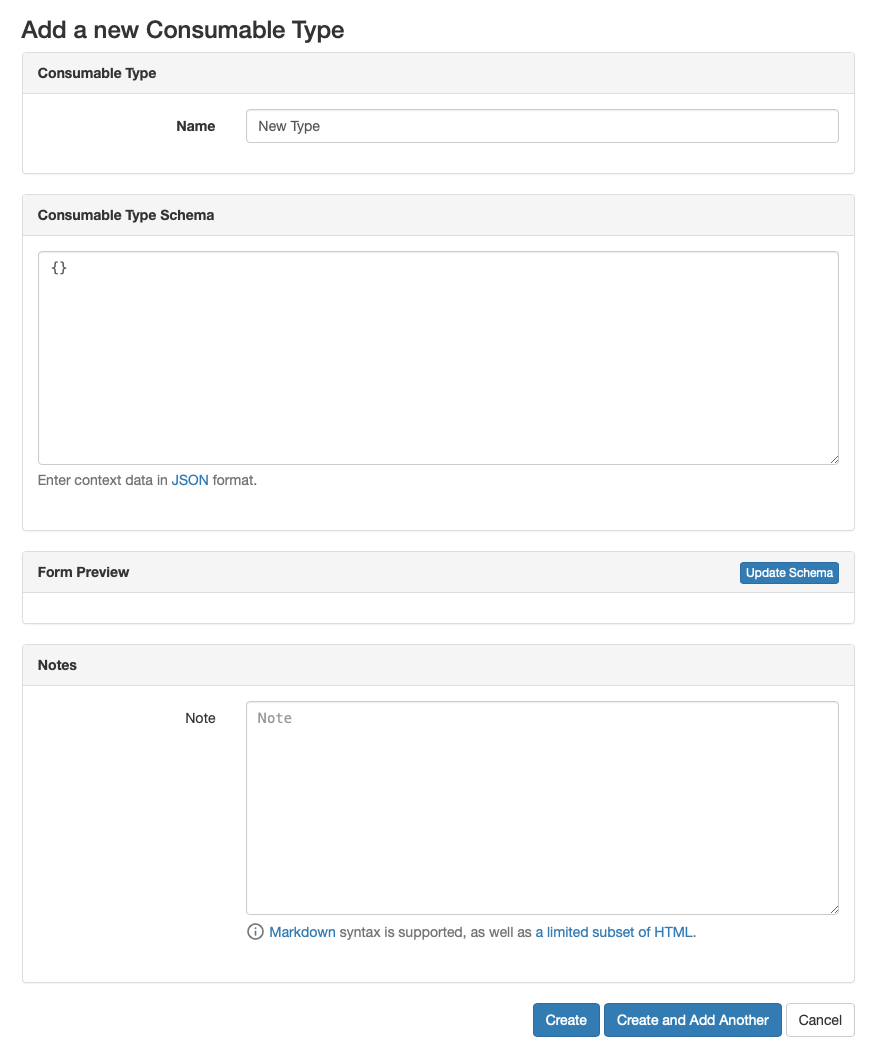 Add a new Consumable Type
Consumable Type
Name
New Type
Consumable Type Schema
{}
Enter context data in JSON format.
Form Preview
Update Schema
Notes
Note
Note
Markdown syntax is supported, as well as a limited subset of HTML.
Create
Create and Add Another
Cancel